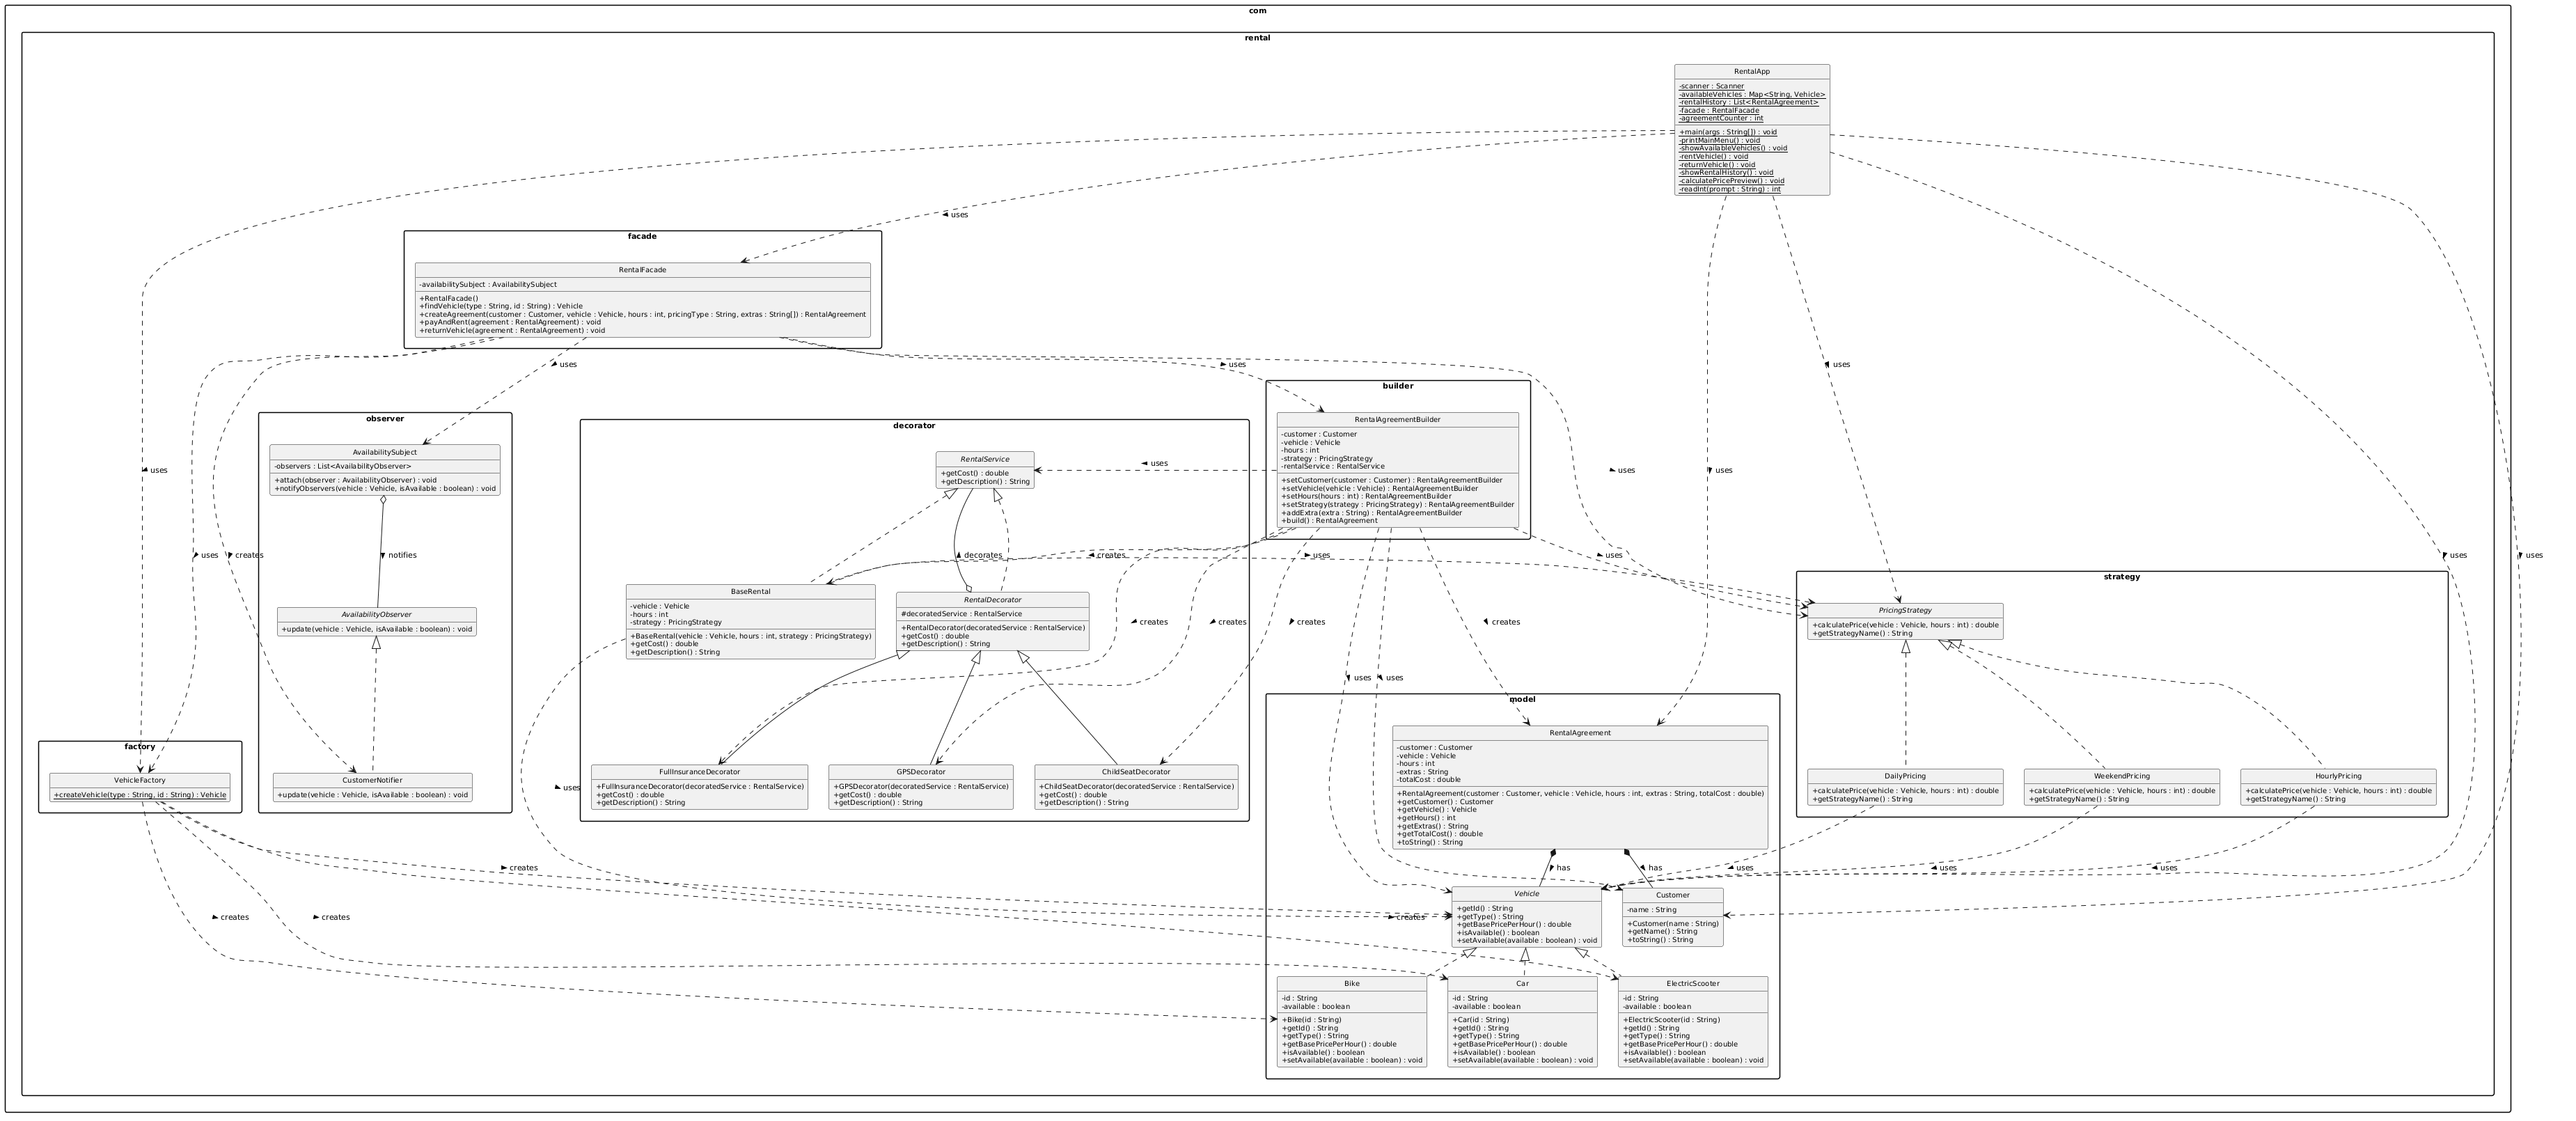 com
rental
RentalApp
-scanner : Scanner
-availableVehicles : Map<String, Vehicle>
-rentalHistory : List<RentalAgreement>
-facade : RentalFacade
-agreementCounter : int
+main(args : String[]) : void
-printMainMenu() : void
-showAvailableVehicles() : void
-rentVehicle() : void
-returnVehicle() : void
-showRentalHistory() : void
-calculatePricePreview() : void
-readInt(prompt : String) : int
uses
facade
RentalFacade
-availabilitySubject : AvailabilitySubject
+RentalFacade()
+findVehicle(type : String, id : String) : Vehicle
+createAgreement(customer : Customer, vehicle : Vehicle, hours : int, pricingType : String, extras : String[]) : RentalAgreement
+payAndRent(agreement : RentalAgreement) : void
+returnVehicle(agreement : RentalAgreement) : void
uses
uses
uses
builder
RentalAgreementBuilder
-customer : Customer
-vehicle : Vehicle
-hours : int
-strategy : PricingStrategy
-rentalService : RentalService
+setCustomer(customer : Customer) : RentalAgreementBuilder
+setVehicle(vehicle : Vehicle) : RentalAgreementBuilder
+setHours(hours : int) : RentalAgreementBuilder
+setStrategy(strategy : PricingStrategy) : RentalAgreementBuilder
+addExtra(extra : String) : RentalAgreementBuilder
+build() : RentalAgreement
observer
AvailabilitySubject
-observers : List<AvailabilityObserver>
+attach(observer : AvailabilityObserver) : void
+notifyObservers(vehicle : Vehicle, isAvailable : boolean) : void
decorator
RentalService
+getCost() : double
+getDescription() : String
uses
uses
uses
uses
uses
creates
notifies
decorates
creates
uses
uses
uses
uses
AvailabilityObserver
+update(vehicle : Vehicle, isAvailable : boolean) : void
BaseRental
-vehicle : Vehicle
-hours : int
-strategy : PricingStrategy
+BaseRental(vehicle : Vehicle, hours : int, strategy : PricingStrategy)
+getCost() : double
+getDescription() : String
RentalDecorator
#decoratedService : RentalService
+RentalDecorator(decoratedService : RentalService)
+getCost() : double
+getDescription() : String
creates
creates
creates
creates
strategy
PricingStrategy
+calculatePrice(vehicle : Vehicle, hours : int) : double
+getStrategyName() : String
uses
uses
model
RentalAgreement
-customer : Customer
-vehicle : Vehicle
-hours : int
-extras : String
-totalCost : double
+RentalAgreement(customer : Customer, vehicle : Vehicle, hours : int, extras : String, totalCost : double)
+getCustomer() : Customer
+getVehicle() : Vehicle
+getHours() : int
+getExtras() : String
+getTotalCost() : double
+toString() : String
factory
VehicleFactory
+createVehicle(type : String, id : String) : Vehicle
CustomerNotifier
+update(vehicle : Vehicle, isAvailable : boolean) : void
uses
FullInsuranceDecorator
+FullInsuranceDecorator(decoratedService : RentalService)
+getCost() : double
+getDescription() : String
GPSDecorator
+GPSDecorator(decoratedService : RentalService)
+getCost() : double
+getDescription() : String
ChildSeatDecorator
+ChildSeatDecorator(decoratedService : RentalService)
+getCost() : double
+getDescription() : String
DailyPricing
+calculatePrice(vehicle : Vehicle, hours : int) : double
+getStrategyName() : String
WeekendPricing
+calculatePrice(vehicle : Vehicle, hours : int) : double
+getStrategyName() : String
HourlyPricing
+calculatePrice(vehicle : Vehicle, hours : int) : double
+getStrategyName() : String
creates
has
has
uses
uses
uses
creates
creates
creates
Vehicle
+getId() : String
+getType() : String
+getBasePricePerHour() : double
+isAvailable() : boolean
+setAvailable(available : boolean) : void
Customer
-name : String
+Customer(name : String)
+getName() : String
+toString() : String
Bike
-id : String
-available : boolean
+Bike(id : String)
+getId() : String
+getType() : String
+getBasePricePerHour() : double
+isAvailable() : boolean
+setAvailable(available : boolean) : void
Car
-id : String
-available : boolean
+Car(id : String)
+getId() : String
+getType() : String
+getBasePricePerHour() : double
+isAvailable() : boolean
+setAvailable(available : boolean) : void
ElectricScooter
-id : String
-available : boolean
+ElectricScooter(id : String)
+getId() : String
+getType() : String
+getBasePricePerHour() : double
+isAvailable() : boolean
+setAvailable(available : boolean) : void